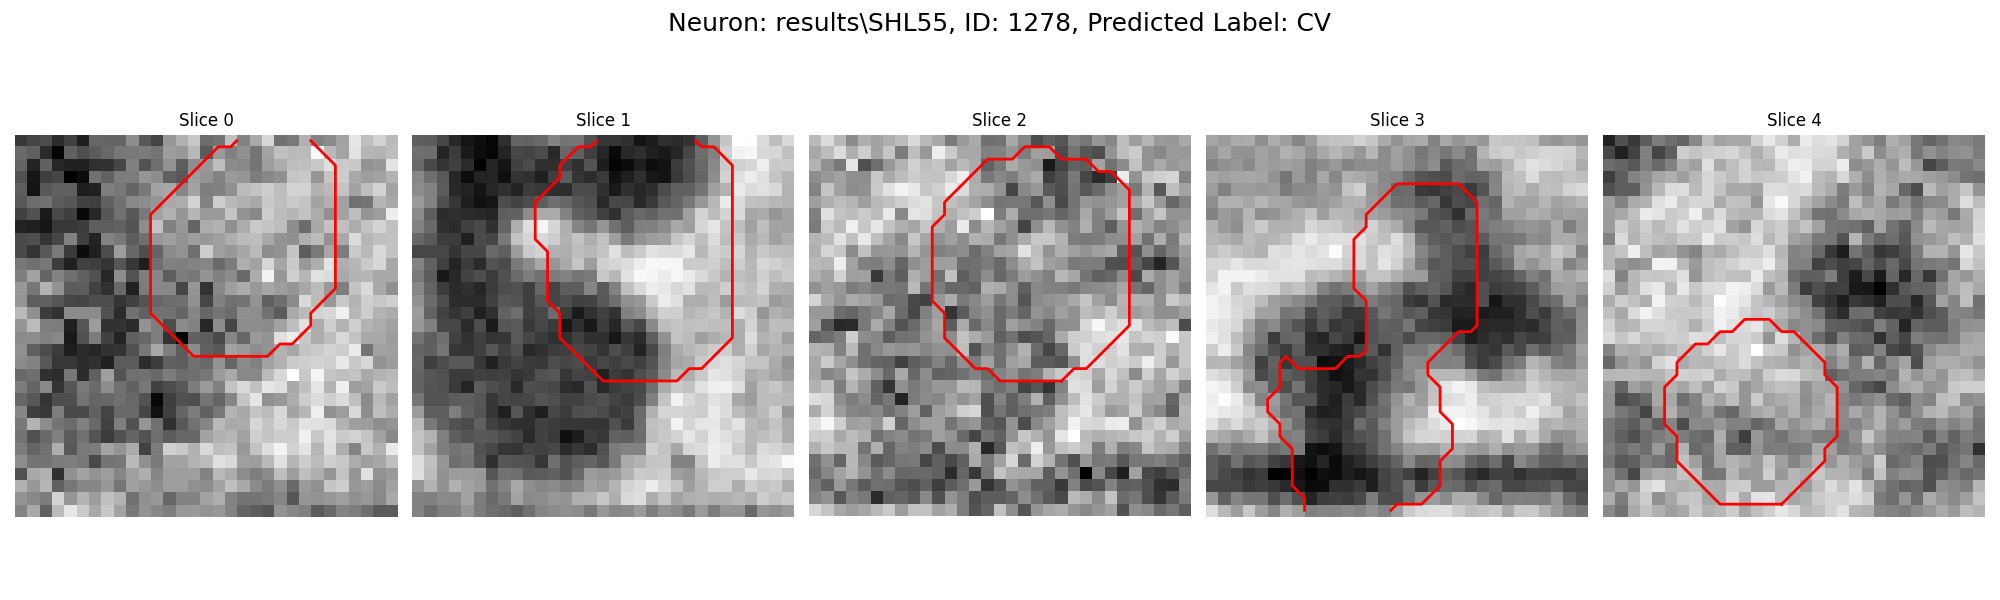 Neuron: results\SHL55, ID: 1278, Predicted Label: CV
Slice 0
Slice 1
Slice 2
Slice 3
Slice 4